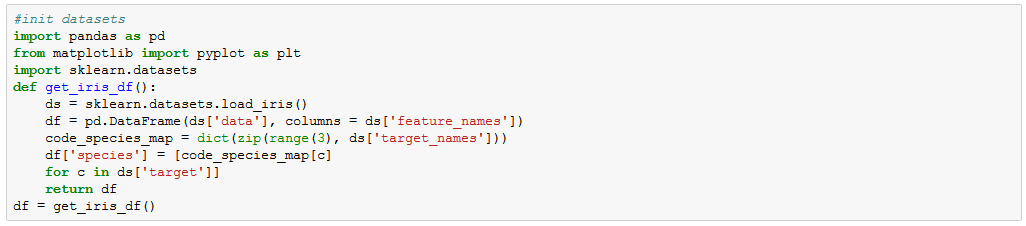 #init datasets
import pandas as pd
from matplotlib import pyplot as plt
import sklearn.datasets
def get_iris_df():
    ds = sklearn.datasets.load_iris()
    df = pd.DataFrame(ds['data'], columns = ds['feature_names'])
    code_species_map = dict(zip(range(3), ds['target_names']))
    df['species'] = [code_species_map[c]
    for c in ds['target']]
    return df
df = get_iris_df()